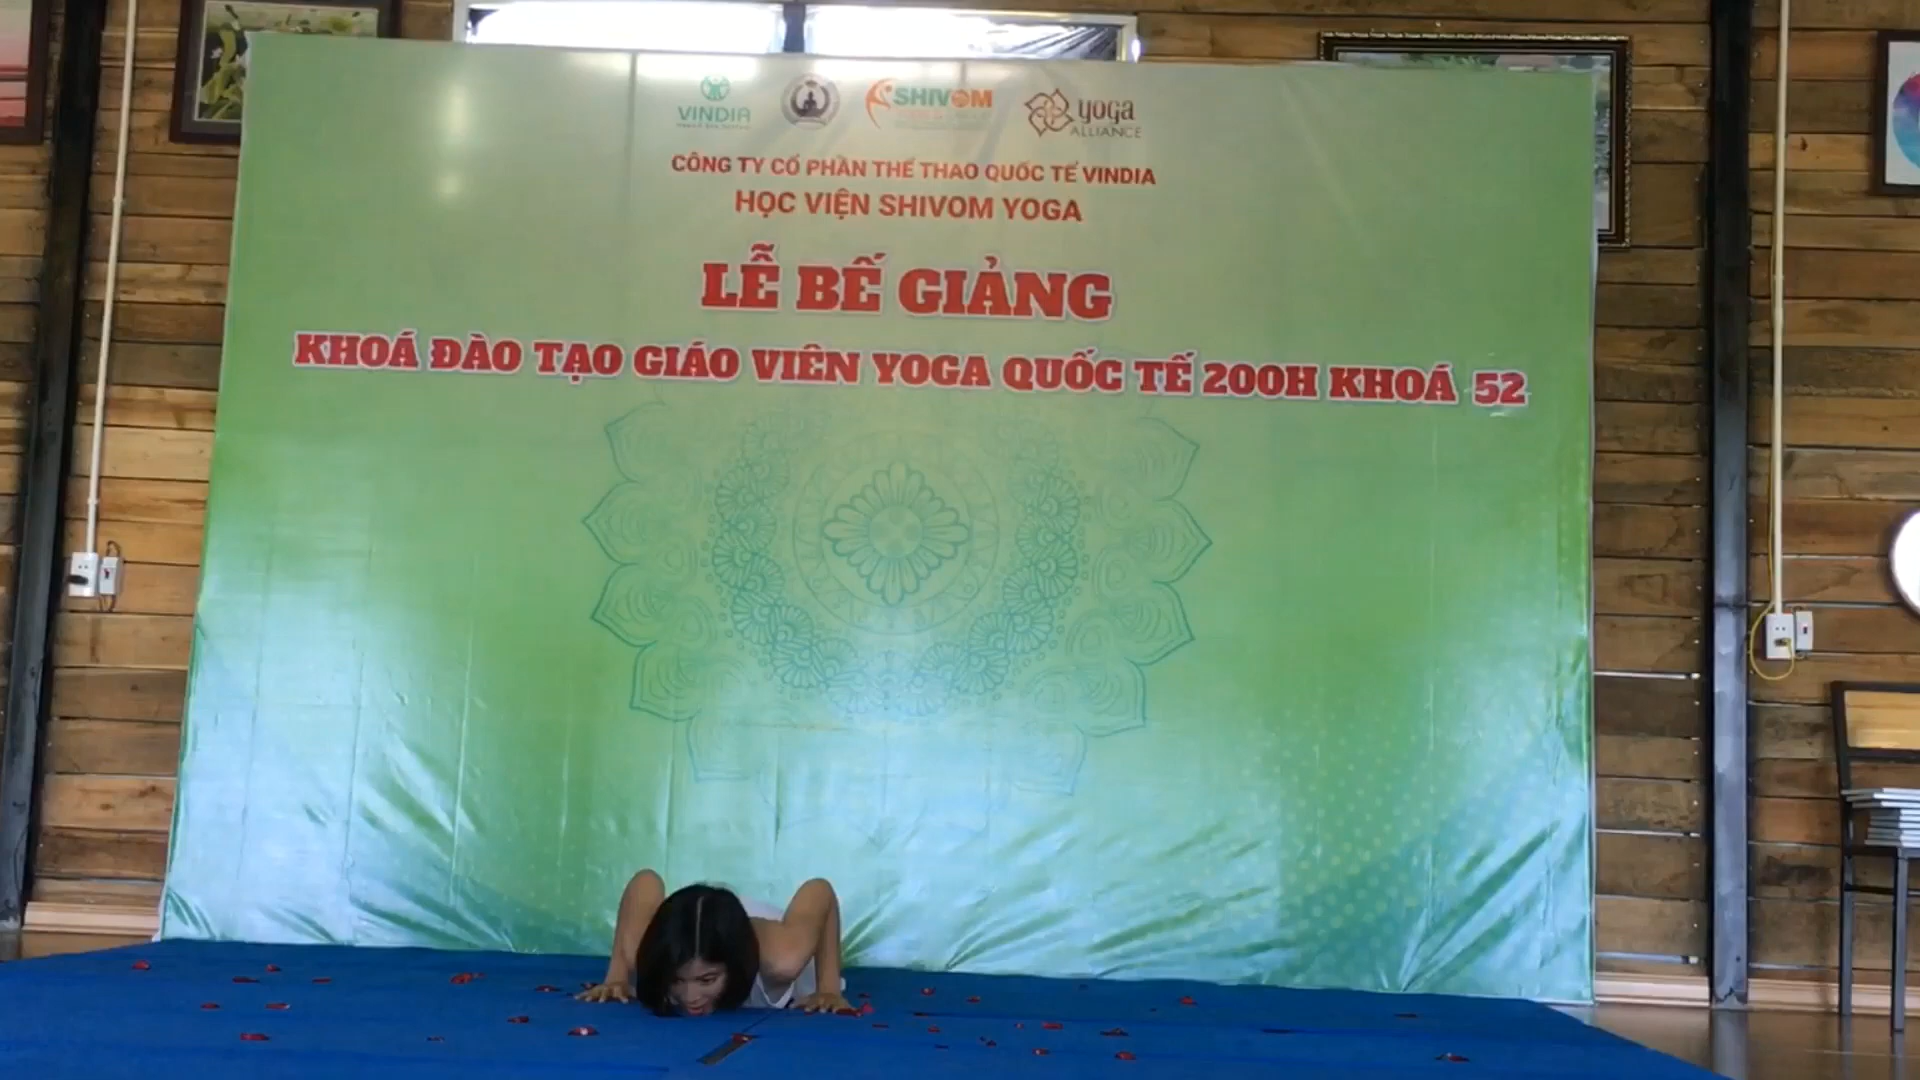 VINDIA
SHIVOM
yoga
ALLIANCE
CÔNG TY CỔ PHẦN THỂ THAO QUỐC TẾ VINDIA
HỌC VIỆN SHIVOM YOGA
LỄ BẾ GIẢNG
KHOÁ ĐÀO TẠO GIÁO VIÊN YOGA QUỐC TẾ 200H KHOÁ 52